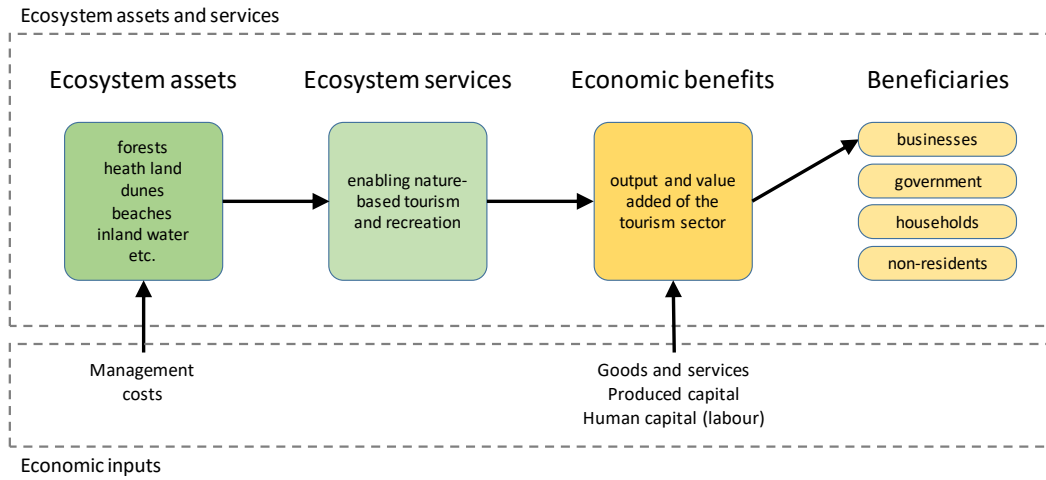 Ecosystem assets and services
Ecosystem assets
Ecosystem services
Economic benefits
Beneficiaries
forests
heath land
dunes
beaches
inland water
etc.
enabling nature-
based tourism
and recreation
output and value
added of the
tourism sector
businesses
government
households
non-residents
Management
costs
Goods and services
Produced capital
Human capital (labour)
Economic inputs